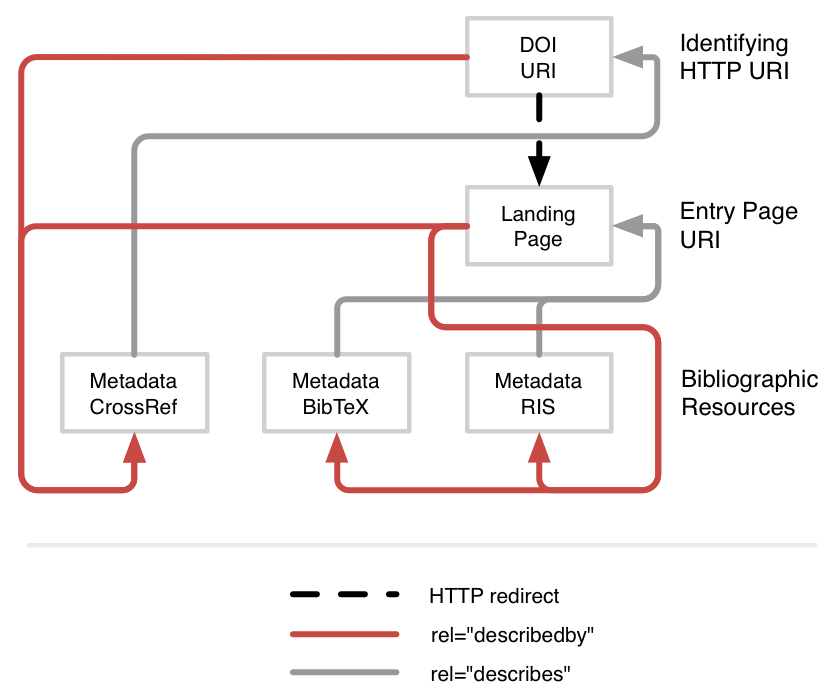 DOI
URI
Identifying
HTTP URI
Landing
Page
Entry Page
URI
Metadata
CrossRef
Metadata
BibTeX
Metadata
RIS
Bibliographic
Resources
HTTP redirect
rel="describedby"
rel="describes"